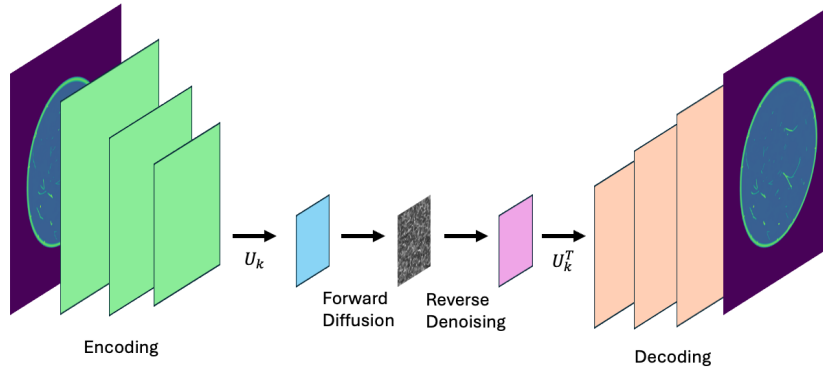 U_k
U_k^T
Forward
Diffusion
Reverse
Denoising
Encoding
Decoding